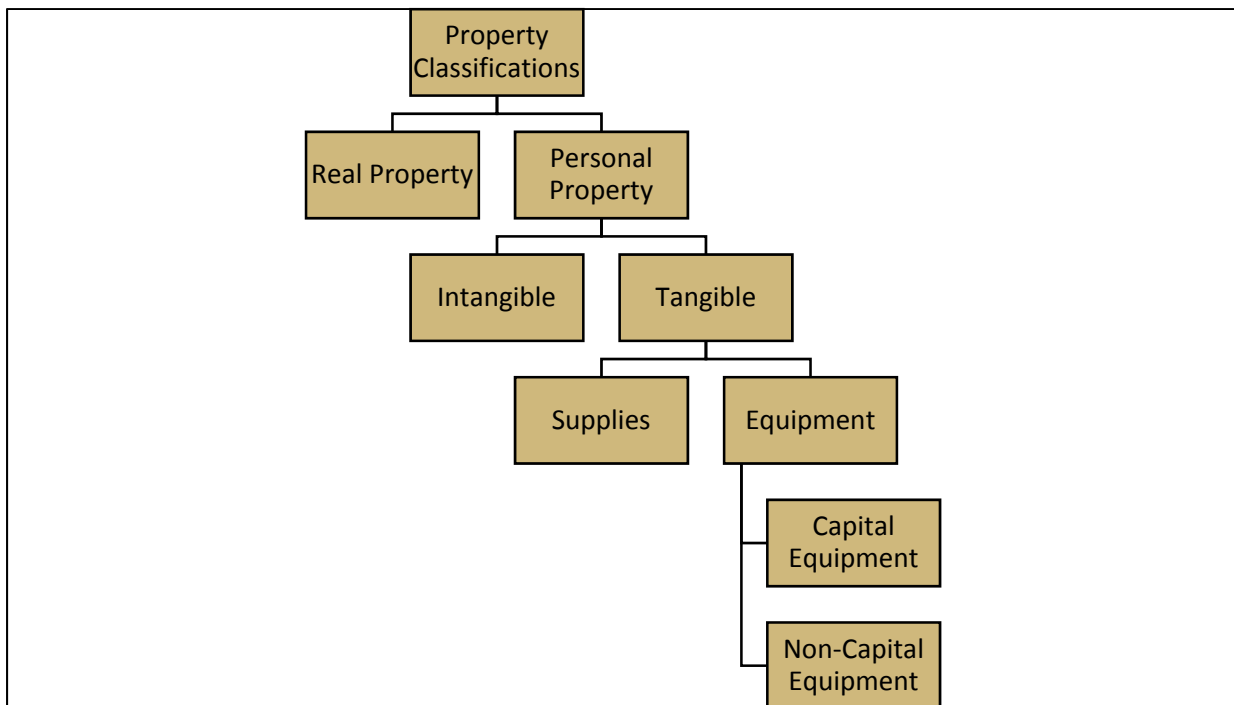 Property
Classifications
Real Property
Personal
Property
Intangible
Tangible
Supplies
Equipment
Capital
Equipment
Non-Capital
Equipment